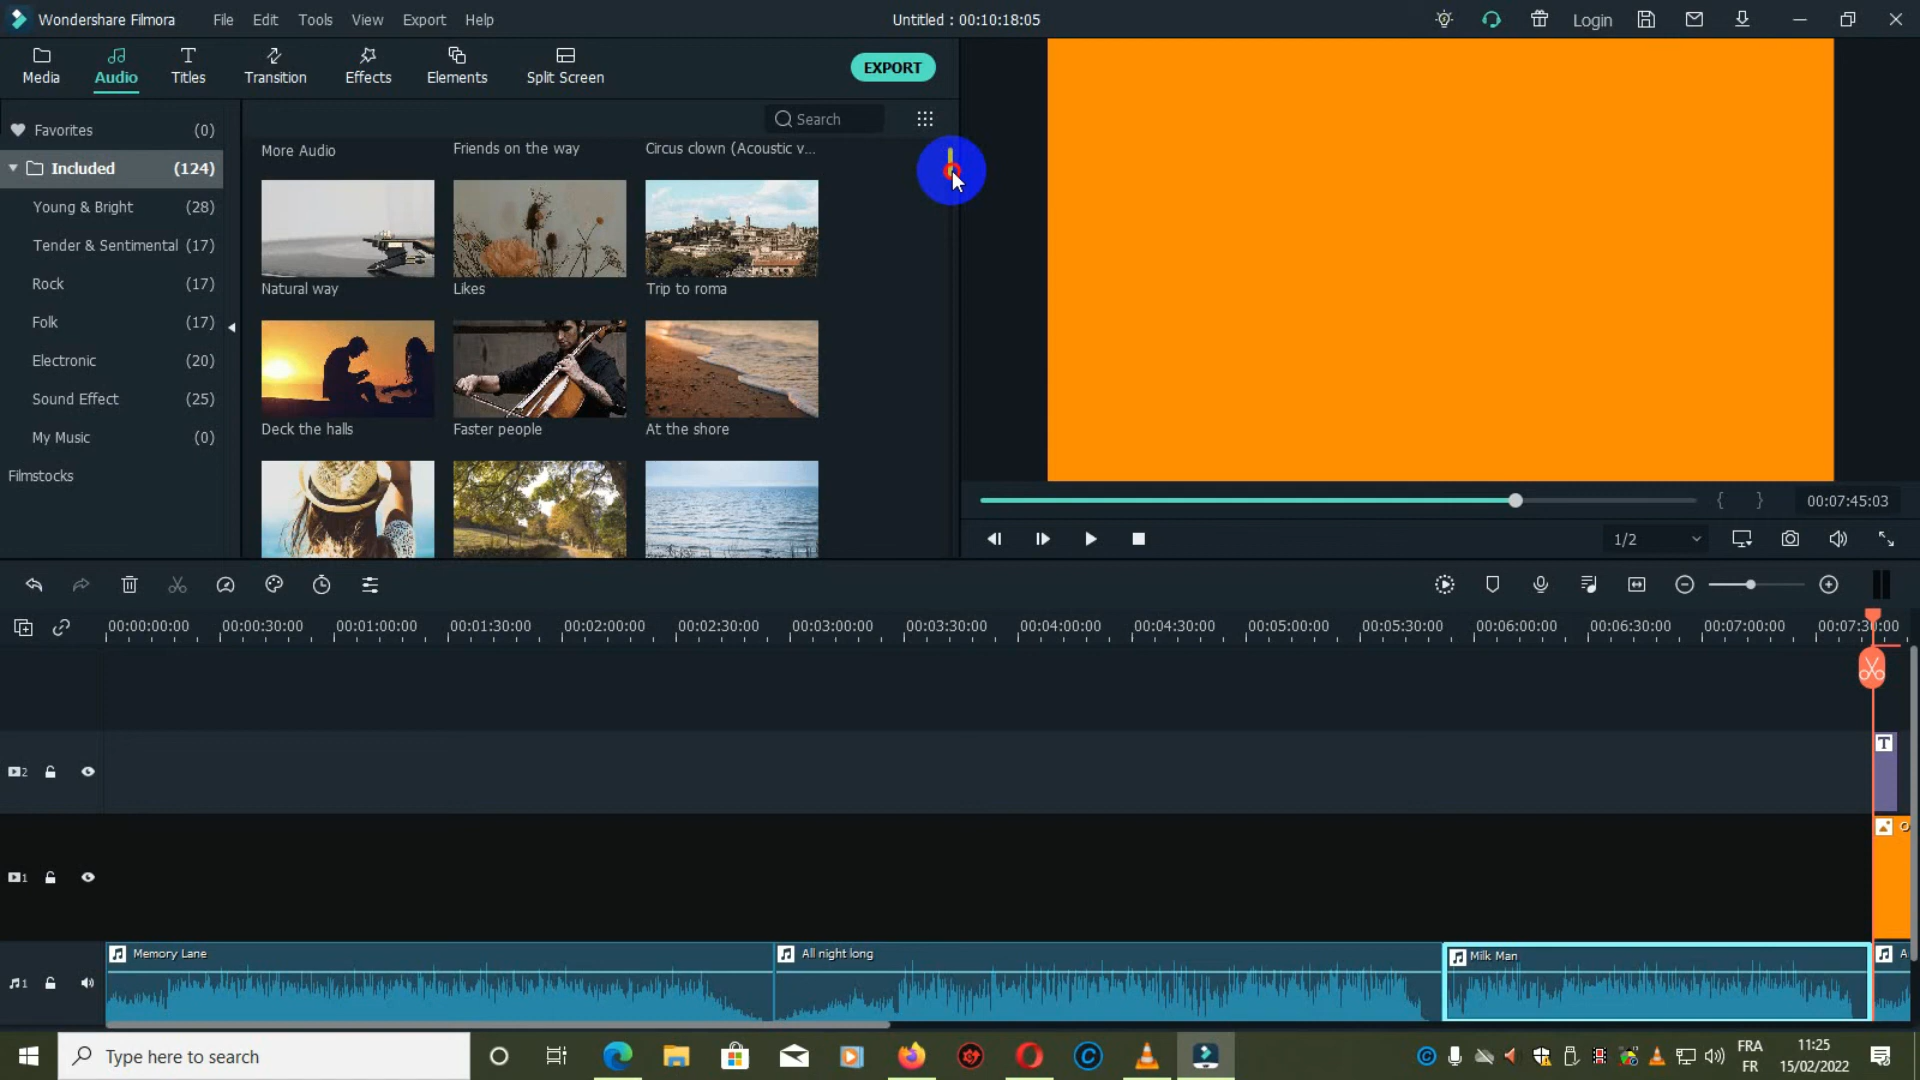 Wondershare Filmora File Edit Tools View Export Help Untitled : 00:10:18:05 Login
Media Audio Titles Transition Effects Elements Split Screen EXPORT
Favorites (0)
Included (124)
Young & Bright (28)
Tender & Sentimental (17)
Rock (17)
Folk (17)
Electronic (20)
Sound Effect (25)
My Music (0)
Filmstocks
Search
More Audio Friends on the way Circus clown (Acoustic v...
Natural way Likes Trip to roma
Deck the halls Faster people At the shore
{ } 00:07:45:03
1/2
00:00:00:00 00:00:30:00 00:01:00:00 00:01:30:00 00:02:00:00 00:02:30:00 00:03:00:00 00:03:30:00 00:04:00:00 00:04:30:00 00:05:00:00 00:05:30:00 00:06:00:00 00:06:30:00 00:07:00:00 00:07:30:00
T
2
1 O
Memory Lane All night long Milk Man A
1
Type here to search
FRA
FR
11:25
15/02/2022